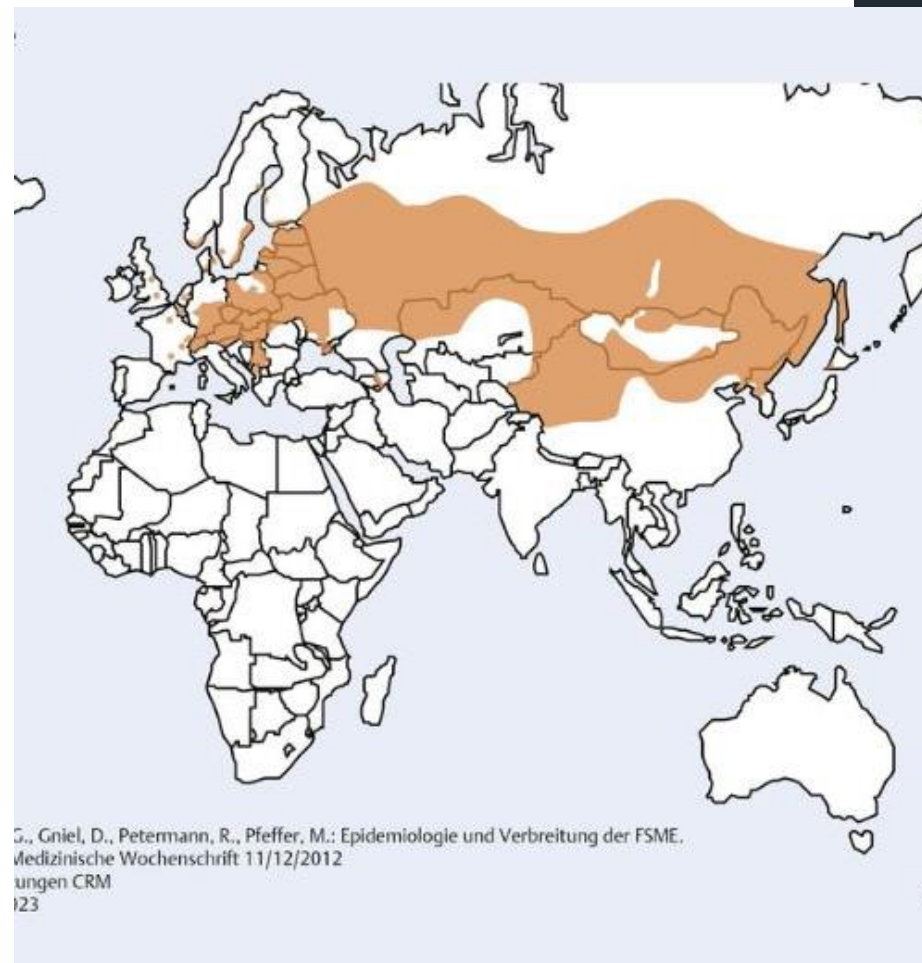 G., Gniel, D., Petermann, R., Pfeffer, M.: Epidemiologie und Verbreitung der FSME.
Medizinische Wochenschrift 11/12/2012
ungen CRM
023